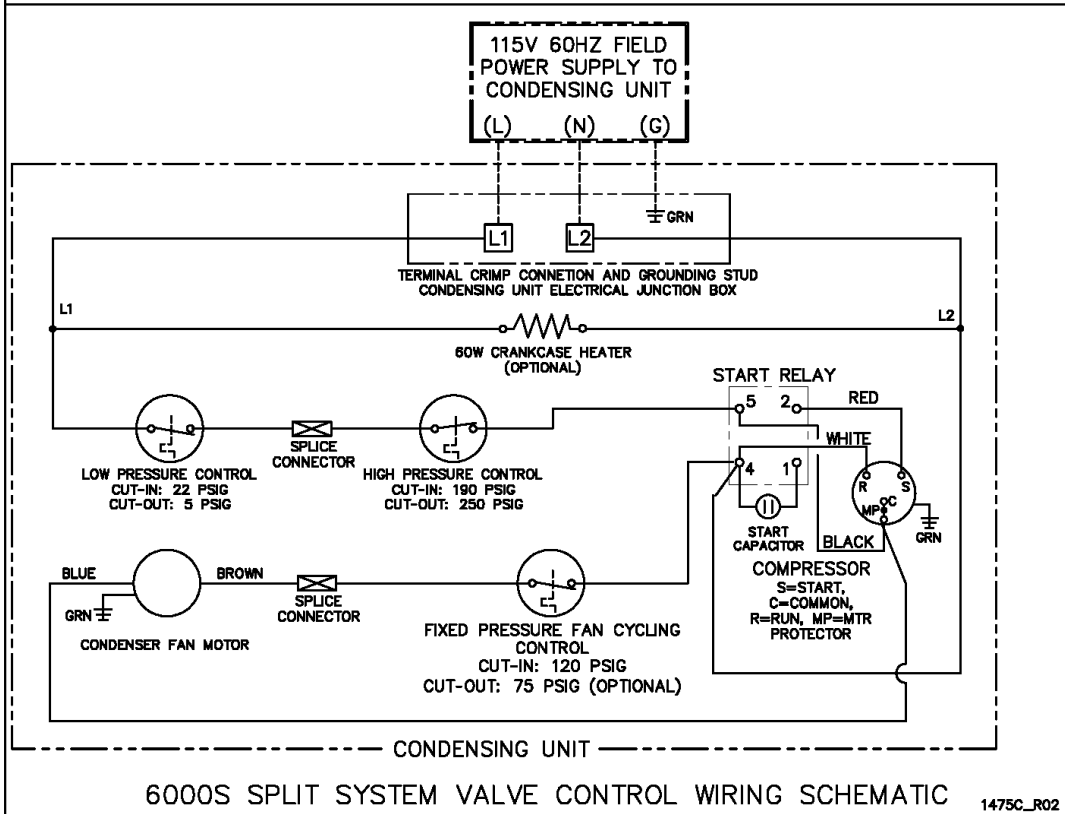 115V 60HZ FIELD
POWER SUPPLY TO
CONDENSING UNIT
(L) (N) (G)
GRN
L1 L2
TERMINAL CRIMP CONNETION AND GROUNDING STUD
CONDENSING UNIT ELECTRICAL JUNCTION BOX
L1
L2
60W CRANKCASE HEATER
(OPTIONAL)
START RELAY
5 2
RED
WHITE
4 1
LOW PRESSURE CONTROL
CUT-IN: 22 PSIG
CUT-OUT: 5 PSIG
SPLICE
CONNECTOR
HIGH PRESSURE CONTROL
CUT-IN: 190 PSIG
CUT-OUT: 250 PSIG
START
CAPACITOR
BLACK
R S
C
MP
GRN
COMPRESSOR
S=START,
C=COMMON,
R=RUN, MP=MTR
PROTECTOR
BLUE
BROWN
GRN
CONDENSER FAN MOTOR
SPLICE
CONNECTOR
FIXED PRESSURE FAN CYCLING
CONTROL
CUT-IN: 120 PSIG
CUT-OUT: 75 PSIG (OPTIONAL)
CONDENSING UNIT
6000S SPLIT SYSTEM VALVE CONTROL WIRING SCHEMATIC
1475C_R02